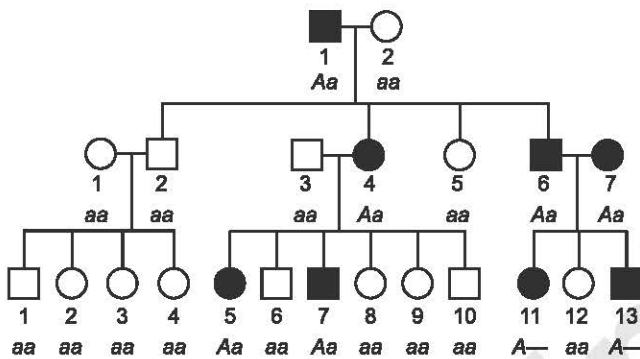 1 2
Aa aa
1 2 3 4 5 6 7
aa aa aa Aa aa Aa Aa
1 2 3 4 5 6 7 8 9 10 11 12 13
aa aa aa aa Aa aa Aa aa aa aa A— aa A—